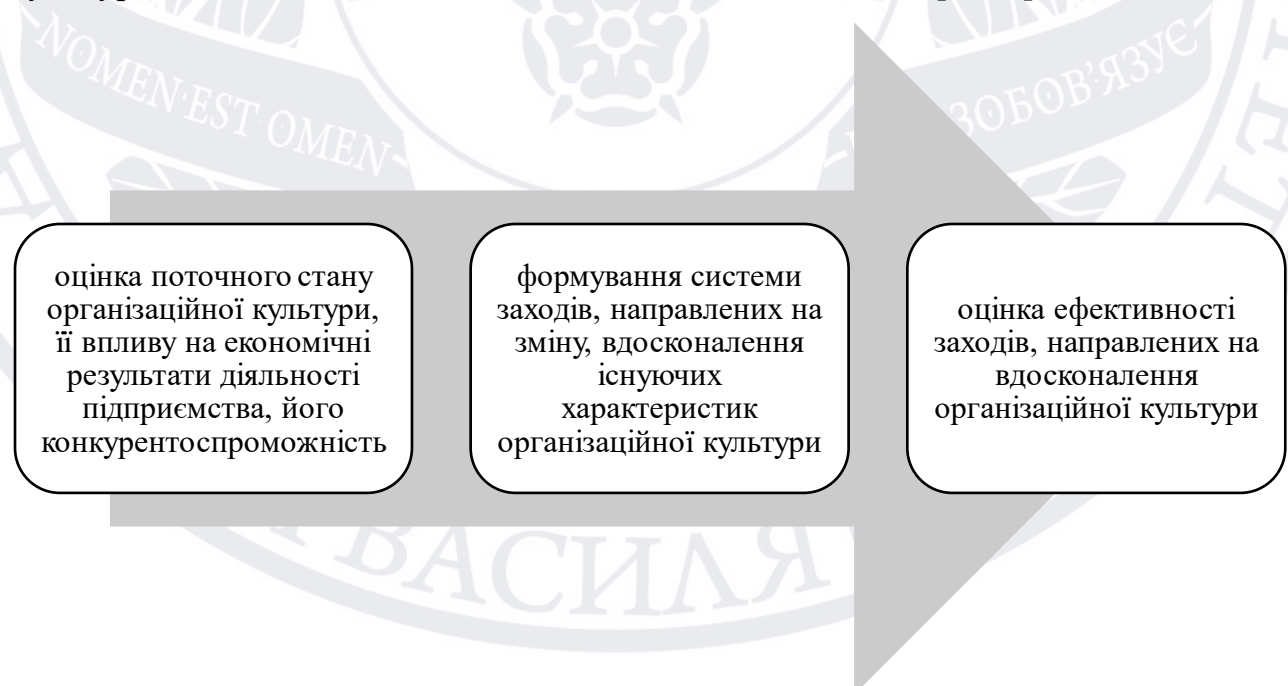 оцінка поточного стану
організаційної культури,
її впливу на економічні
результати діяльності
підприємства, його
конкурентоспроможність
формування системи
заходів, направлених на
зміну, вдосконалення
існуючих
характеристик
організаційної культури
оцінка ефективності
заходів, направлених на
вдосконалення
організаційної культури
NOMEN·EST·OMEN
ЗОБОВ'ЯЗУЄ
ВАСИЛЯ